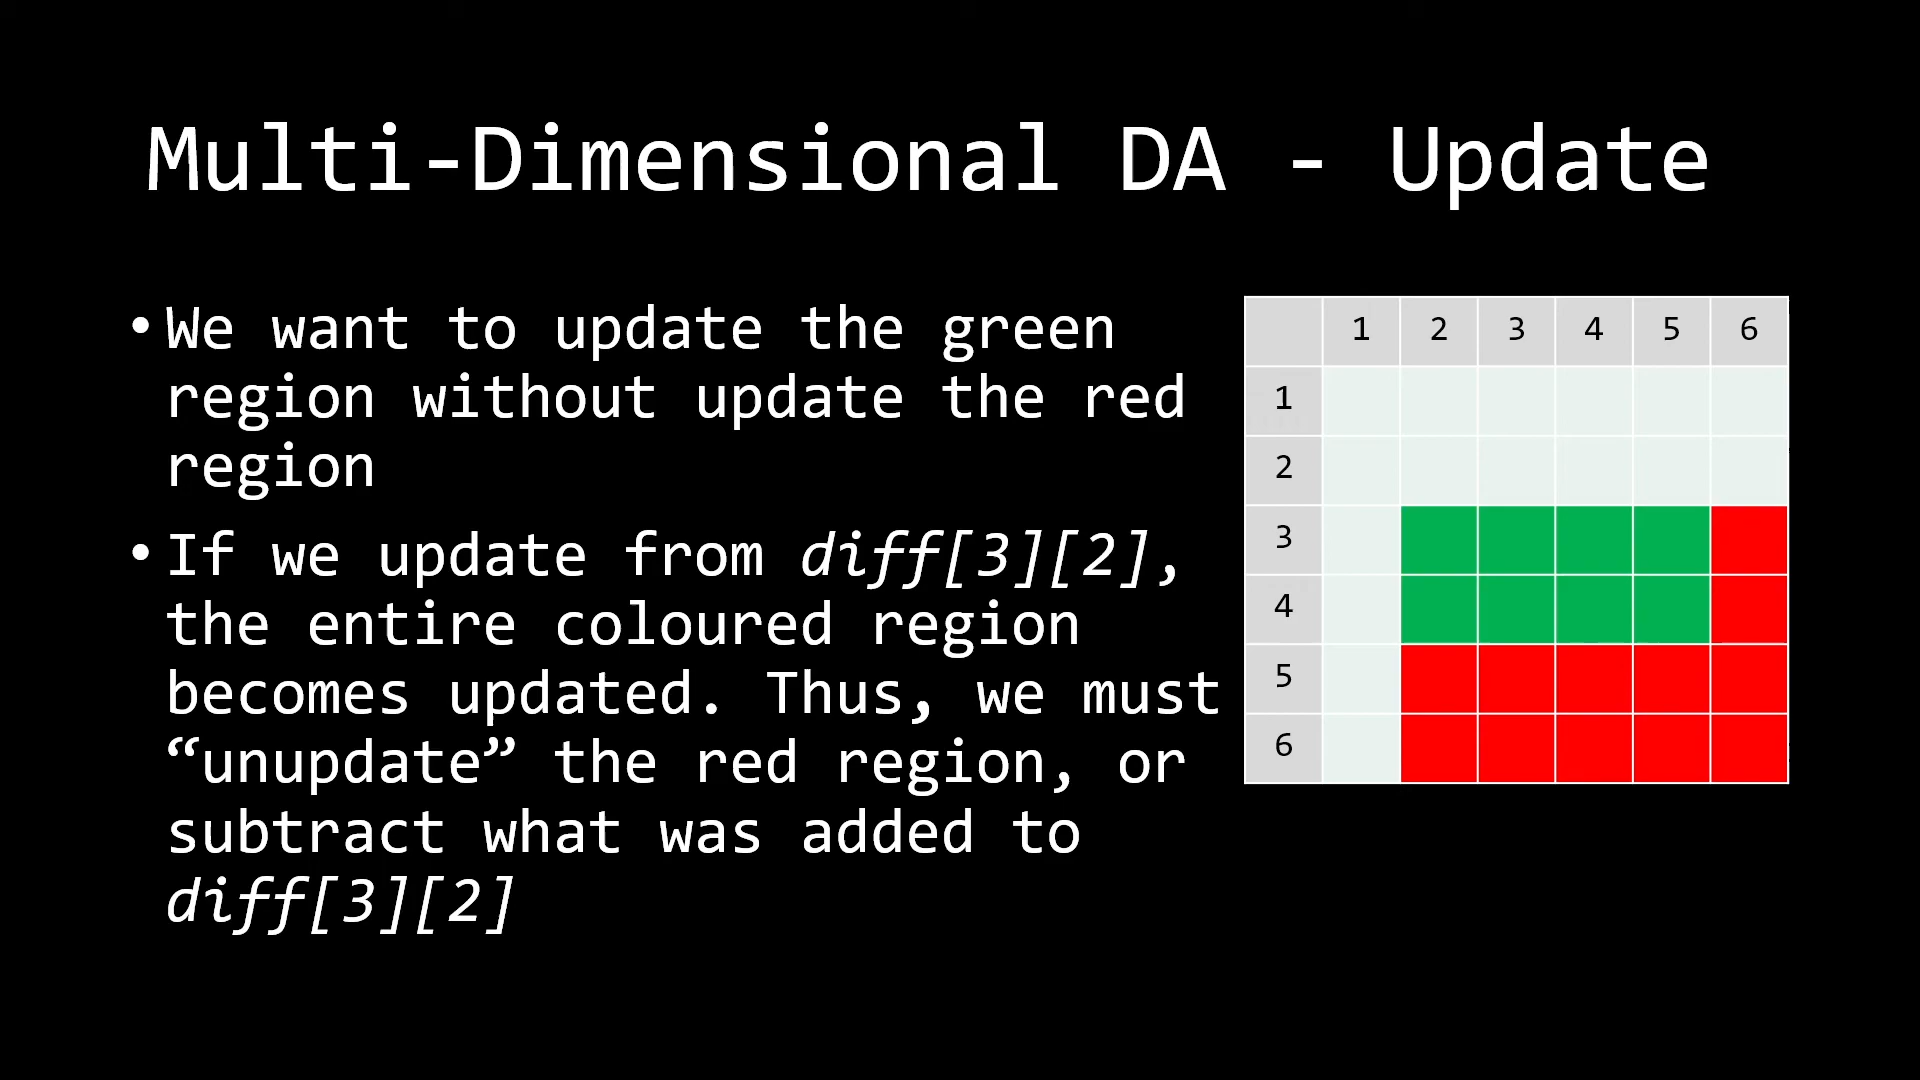 Multi-Dimensional DA - Update
• We want to update the green
region without update the red
region
• If we update from diff[3][2],
the entire coloured region
becomes updated. Thus, we must
“unupdate” the red region, or
subtract what was added to
diff[3][2]
1 2 3 4 5 6
1
2
3
4
5
6